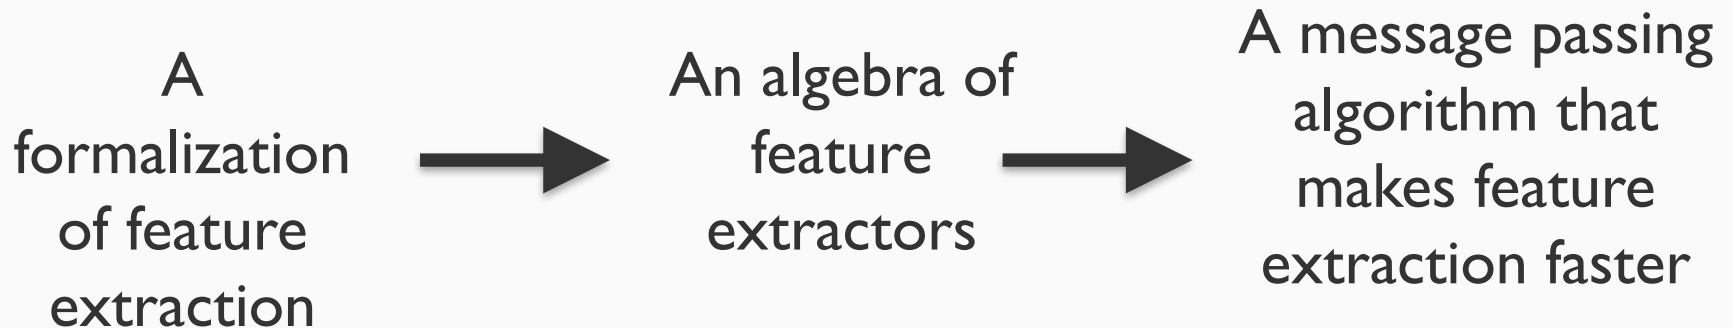 A
formalization
of feature
extraction
An algebra of
feature
extractors
A message passing
algorithm that
makes feature
extraction faster